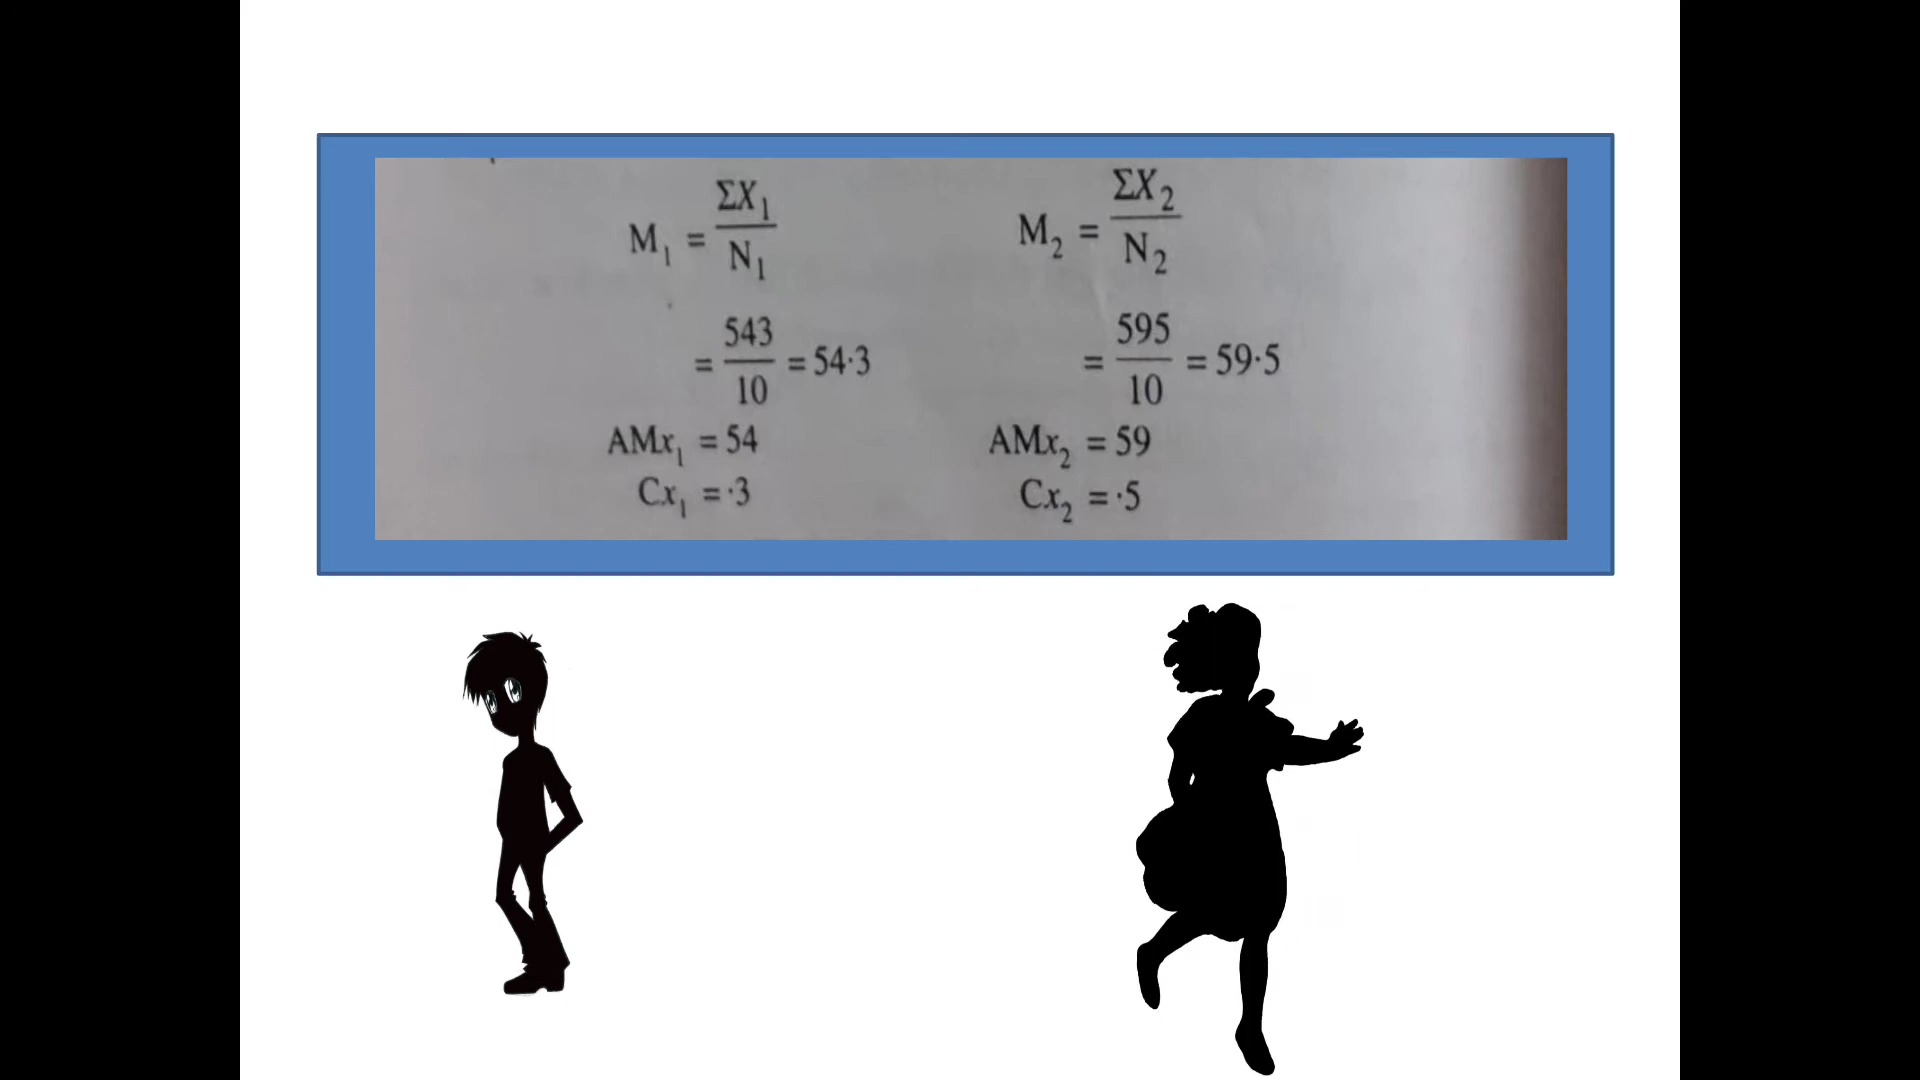 M₁ = ΣX₁ / N₁
M₂ = ΣX₂ / N₂
= 543 / 10 = 54·3
= 595 / 10 = 59·5
AMx₁ = 54
AMx₂ = 59
Cx₁ = ·3
Cx₂ = ·5